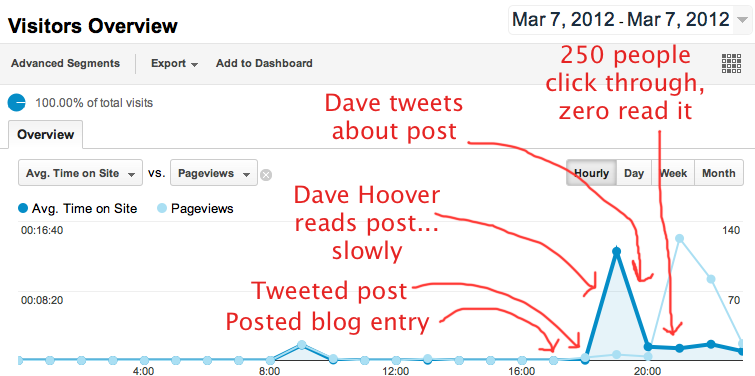 Visitors Overview
Mar 7, 2012 - Mar 7, 2012
Advanced Segments Export Add to Dashboard
100.00% of total visits
Overview
250 people
click through,
zero read it
Dave tweets
about post
Avg. Time on Site vs. Pageviews
Hourly Day Week Month
Avg. Time on Site Pageviews
Dave Hoover
reads post...
slowly
00:16:40 140
00:08:20 70
Tweeted post
Posted blog entry
4:00 8:00 12:00 16:00 20:00